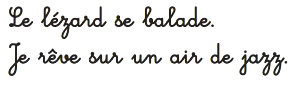 Le lézard se balade.
Je rêve sur un air de jazz.